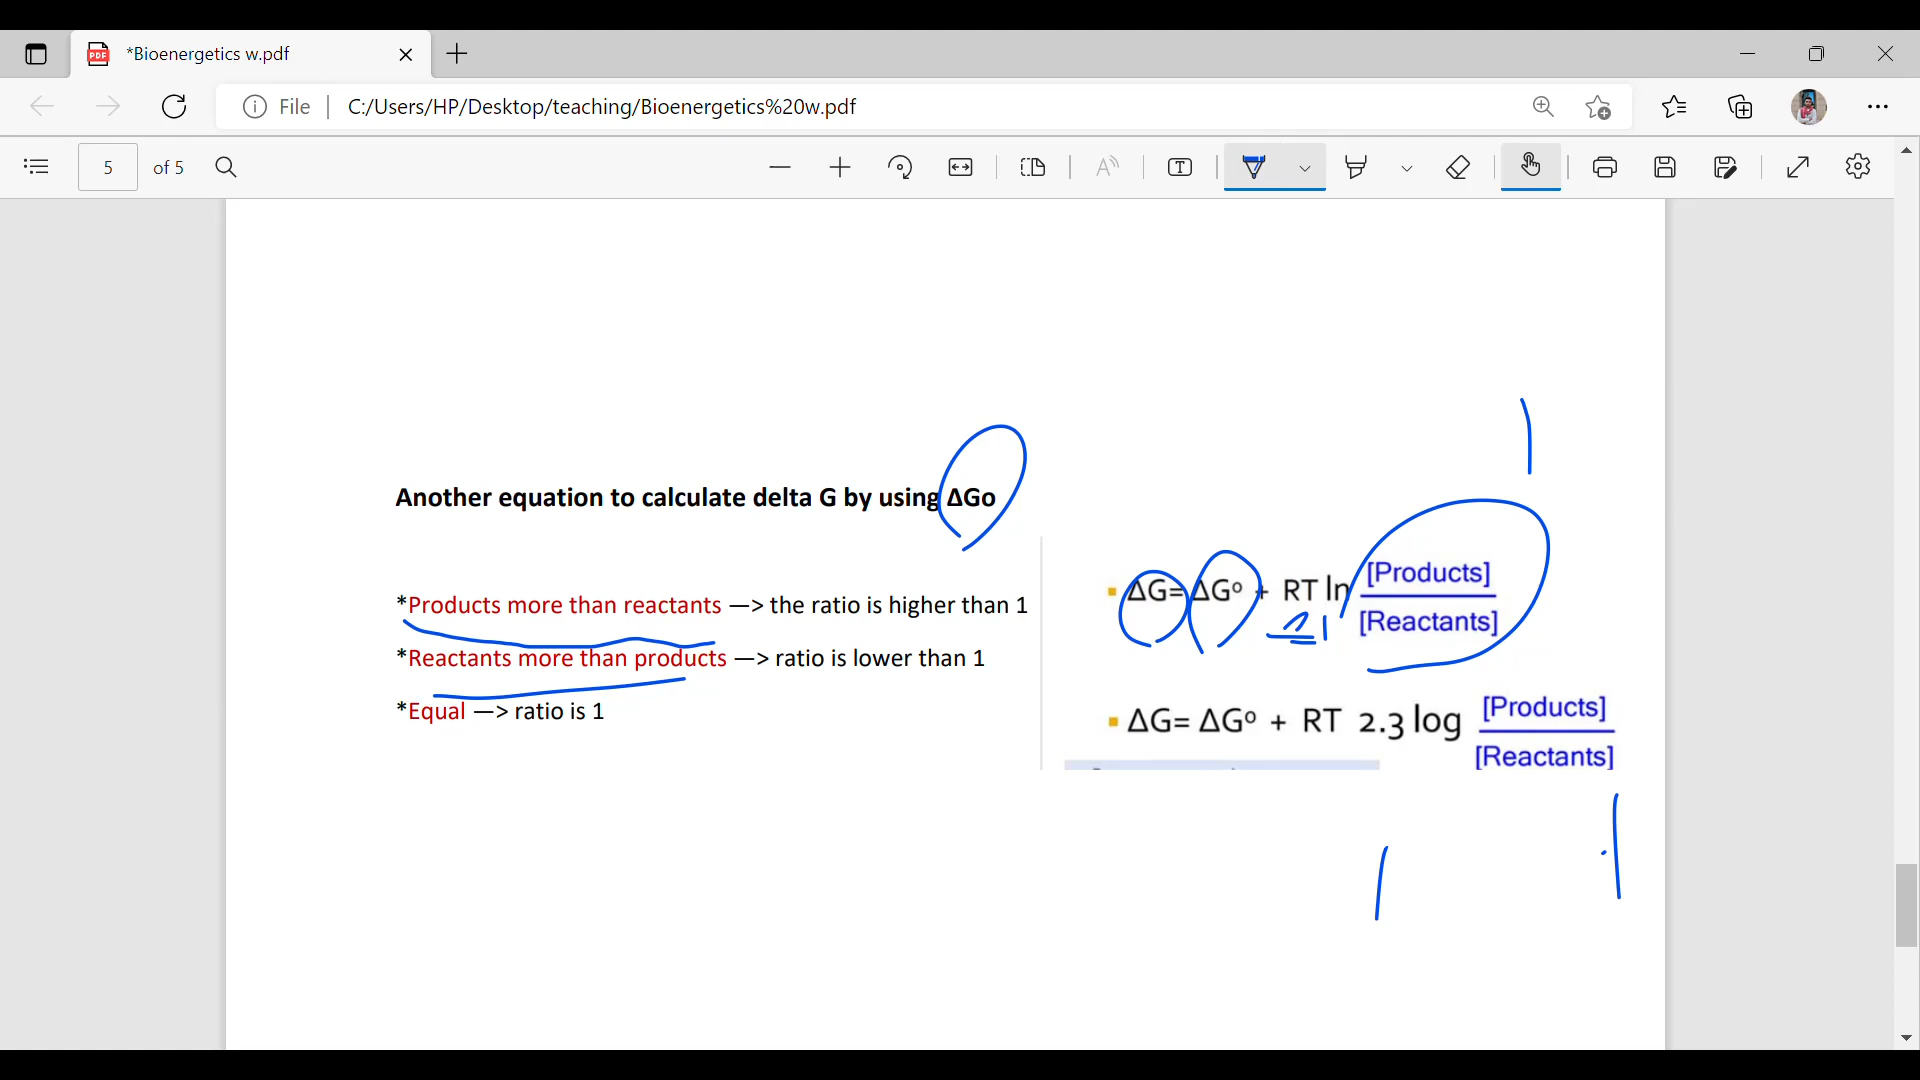 *Bioenergetics w.pdf
File | C:/Users/HP/Desktop/teaching/Bioenergetics%20w.pdf
5 of 5
Another equation to calculate delta G by using ΔGo
*Products more than reactants —> the ratio is higher than 1
*Reactants more than products —> ratio is lower than 1
*Equal —> ratio is 1
ΔG= ΔGº + RT ln [Products]
[Reactants]
ΔG= ΔGº + RT 2.3 log [Products]
[Reactants]